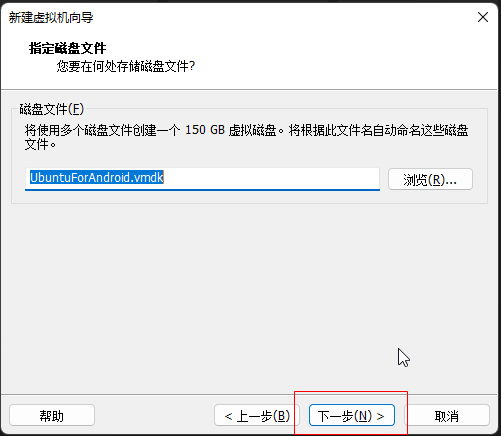 新建虚拟机向导
指定磁盘文件
您要在何处存储磁盘文件?
磁盘文件(F)
将使用多个磁盘文件创建一个 150 GB 虚拟磁盘。将根据此文件名自动命名这些磁盘
文件。
UbuntuForAndroid.vmdk
浏览(R)...
帮助
< 上一步(B)
下一步(N) >
取消